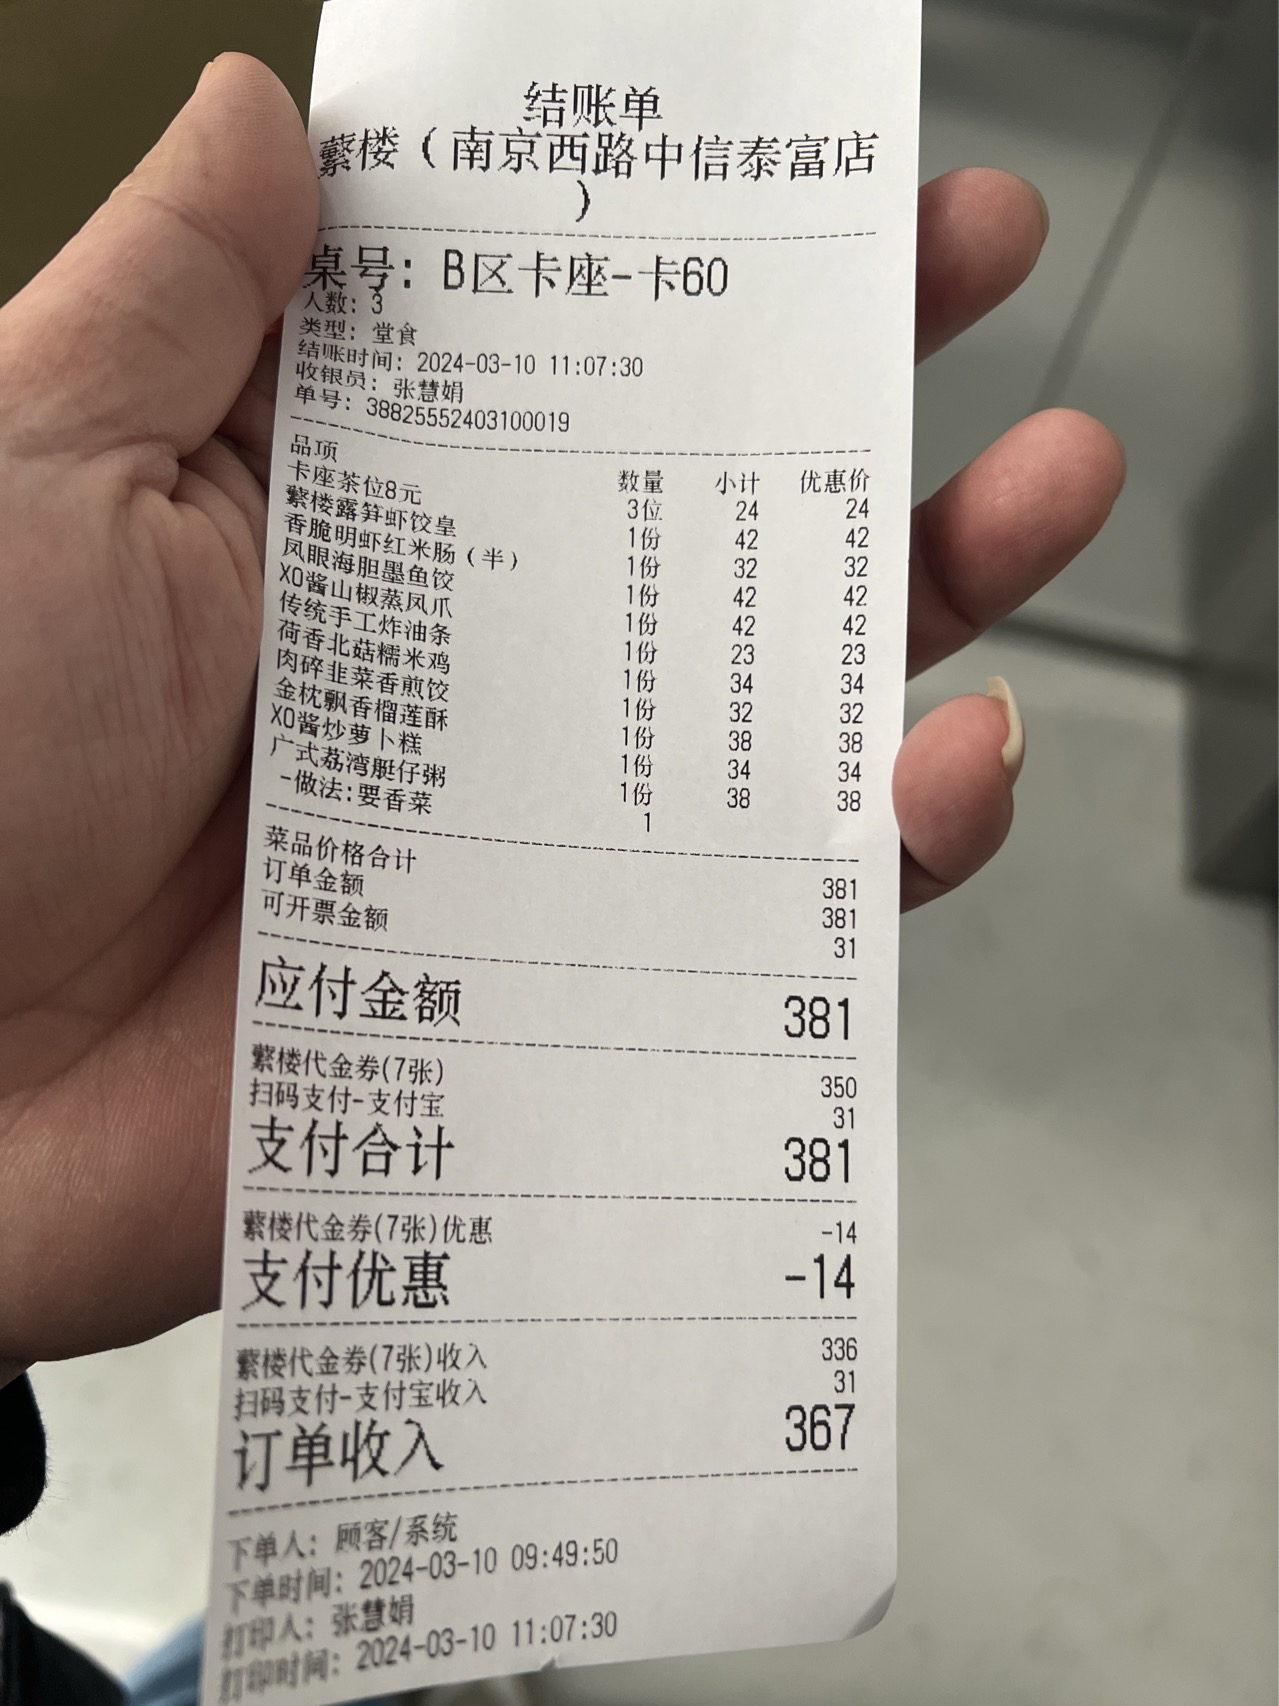 结账单
蘩楼（南京西路中信泰富店
）
桌号: B区卡座-卡60
人数: 3
类型: 堂食
结账时间: 2024-03-10 11:07:30
收银员: 张慧娟
单号: 38825552403100019
品项 数量 小计 优惠价
卡座茶位8元 3位 24 24
蘩楼露笋虾饺皇 1份 42 42
香脆明虾红米肠（半） 1份 32 32
凤眼海胆墨鱼饺 1份 42 42
XO酱山椒蒸凤爪 1份 42 42
传统手工炸油条 1份 23 23
荷香北菇糯米鸡 1份 34 34
肉碎韭菜香煎饺 1份 32 32
金枕飘香榴莲酥 1份 38 38
XO酱炒萝卜糕 1份 34 34
广式荔湾艇仔粥 1份 38 38
-做法:要香菜 1
菜品价格合计 381
订单金额 381
可开票金额 31
应付金额 381
蘩楼代金券(7张) 350
扫码支付-支付宝 31
支付合计 381
蘩楼代金券(7张)优惠 -14
支付优惠 -14
蘩楼代金券(7张)收入 336
扫码支付-支付宝收入 31
订单收入 367
下单人: 顾客/系统
下单时间: 2024-03-10 09:49:50
打印人: 张慧娟
打印时间: 2024-03-10 11:07:30